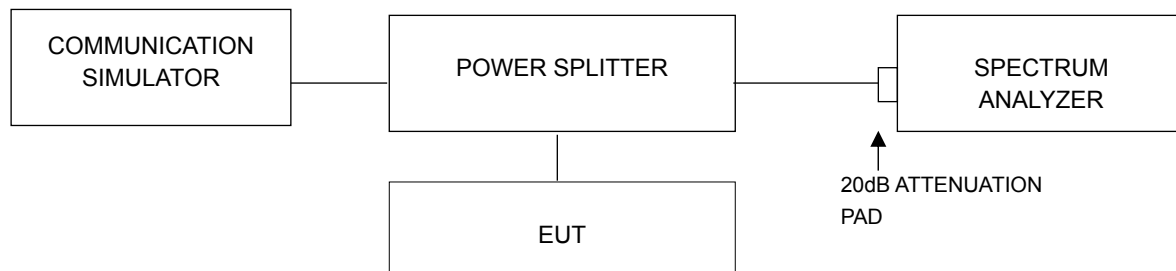 COMMUNICATION
SIMULATOR
POWER SPLITTER
SPECTRUM
ANALYZER
20dB ATTENUATION
PAD
EUT